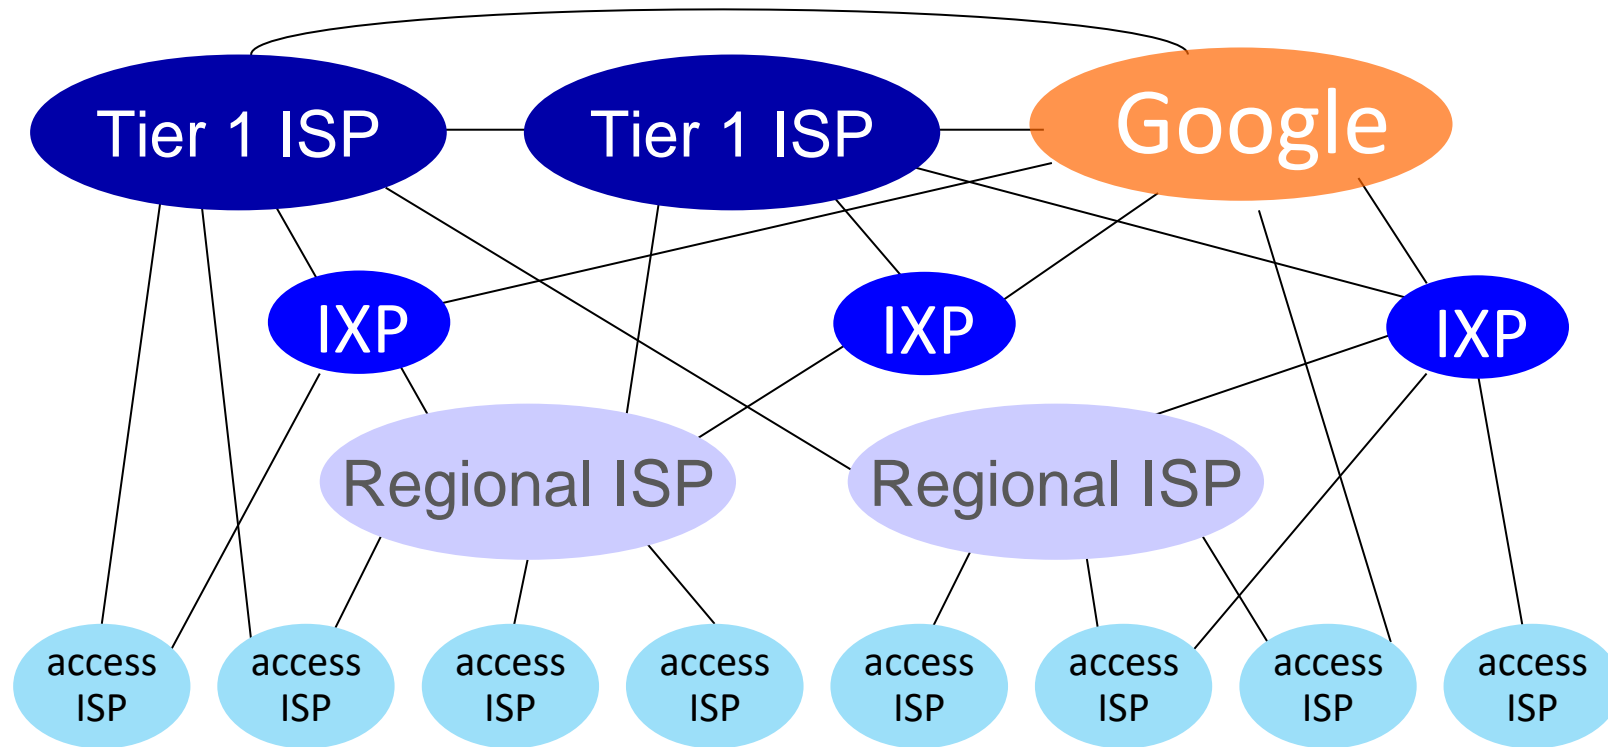 Tier 1 ISP
Tier 1 ISP
Google
IXP
IXP
IXP
Regional ISP
Regional ISP
access
ISP
access
ISP
access
ISP
access
ISP
access
ISP
access
ISP
access
ISP
access
ISP